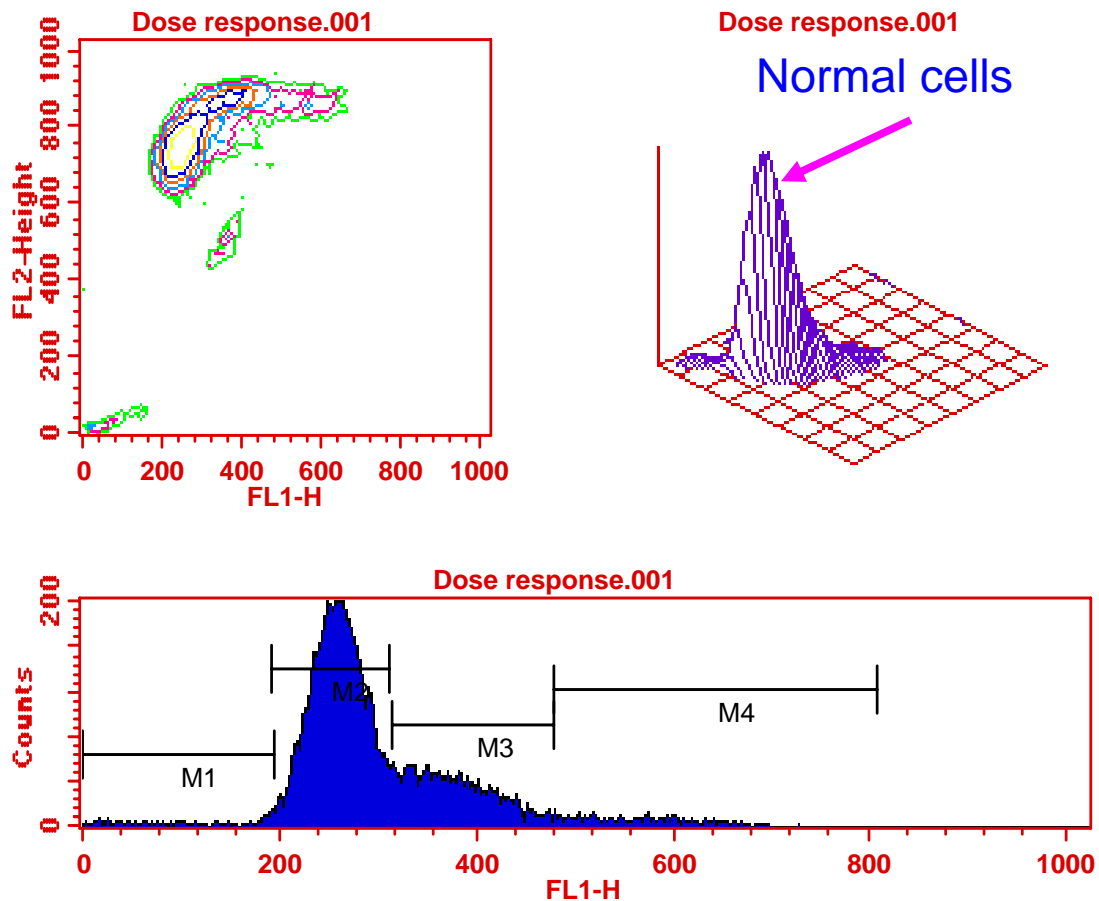 Dose response.001
1000
800
600
400
200
0
FL2-Height
0 200 400 600 800 1000
FL1-H
Dose response.001
Normal cells
Dose response.001
200
0
Counts
M1
M2
M3
M4
0 200 400 600 800 1000
FL1-H